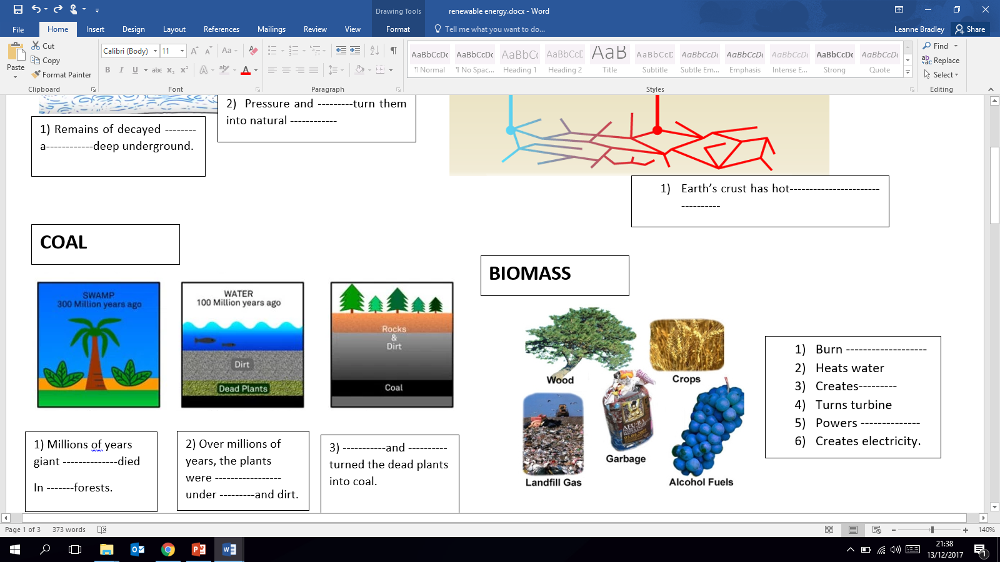 Drawing Tools
renewable energy.docx - Word
File
Home
Insert
Design
Layout
References
Mailings
Review
View
Format
Tell me what you want to do...
Leanne Bradley
Share
Paste
Cut
Copy
Format Painter
Clipboard
Calibri (Body)
11
Font
Paragraph
AaBbCcDc
¶ Normal
AaBbCcDc
¶ No Spac...
AaBbC(
Heading 1
AaBbCcD
Heading 2
AaB
Title
AaBbCcD
Subtitle
AaBbCcDc
Subtle Em...
AaBbCcDc
Emphasis
AaBbCcDc
Intense E...
AaBbCcDc
Strong
AaBbCcDc
Quote
Styles
Find
Replace
Select
Editing
2) Pressure and ---------turn them
into natural ------------
1) Remains of decayed --------
a------------deep underground.
1) Earth’s crust has hot-----------------------
----------
COAL
SWAMP
300 Million years ago
WATER
100 Million years ago
Dirt
Dead Plants
Rocks
&
Dirt
Coal
1) Millions of years
giant --------------died
In -------forests.
2) Over millions of
years, the plants
were -----------------
under ---------and dirt.
3) -----------and ----------
turned the dead plants
into coal.
BIOMASS
Wood
Crops
Garbage
Landfill Gas
Alcohol Fuels
1) Burn -------------------
2) Heats water
3) Creates---------
4) Turns turbine
5) Powers --------------
6) Creates electricity.
Page 1 of 3
373 words
140%
21:38
13/12/2017
1